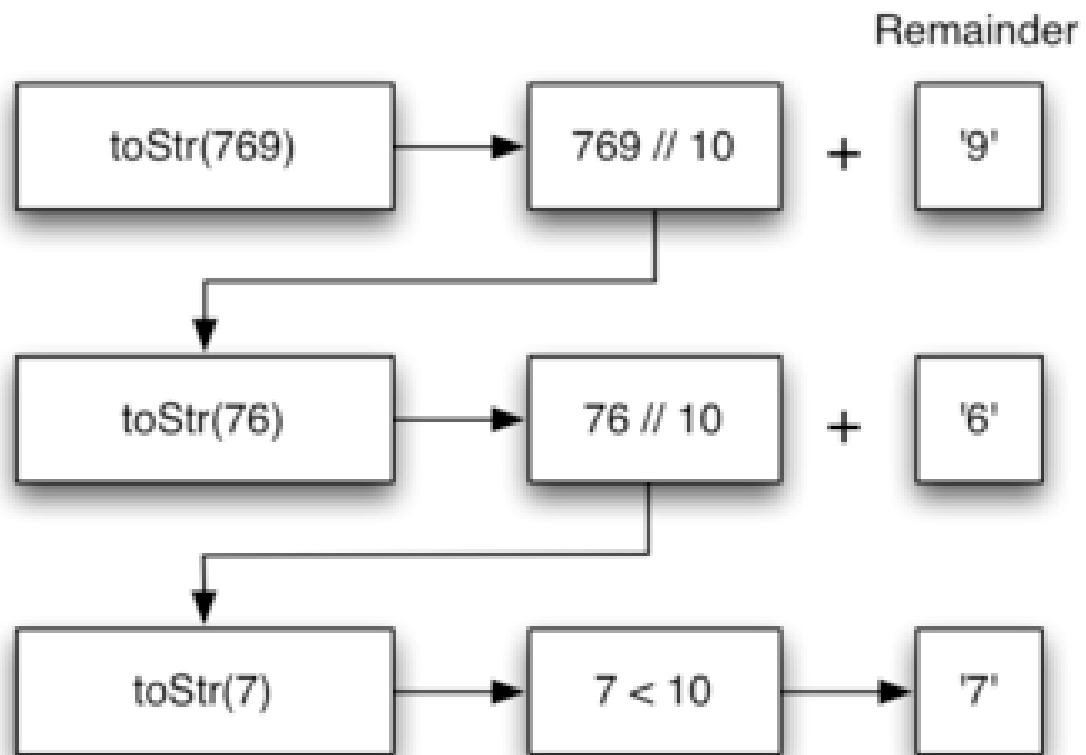 Remainder
toStr(769) 769 // 10 + '9'
toStr(76) 76 // 10 + '6'
toStr(7) 7 < 10 '7'